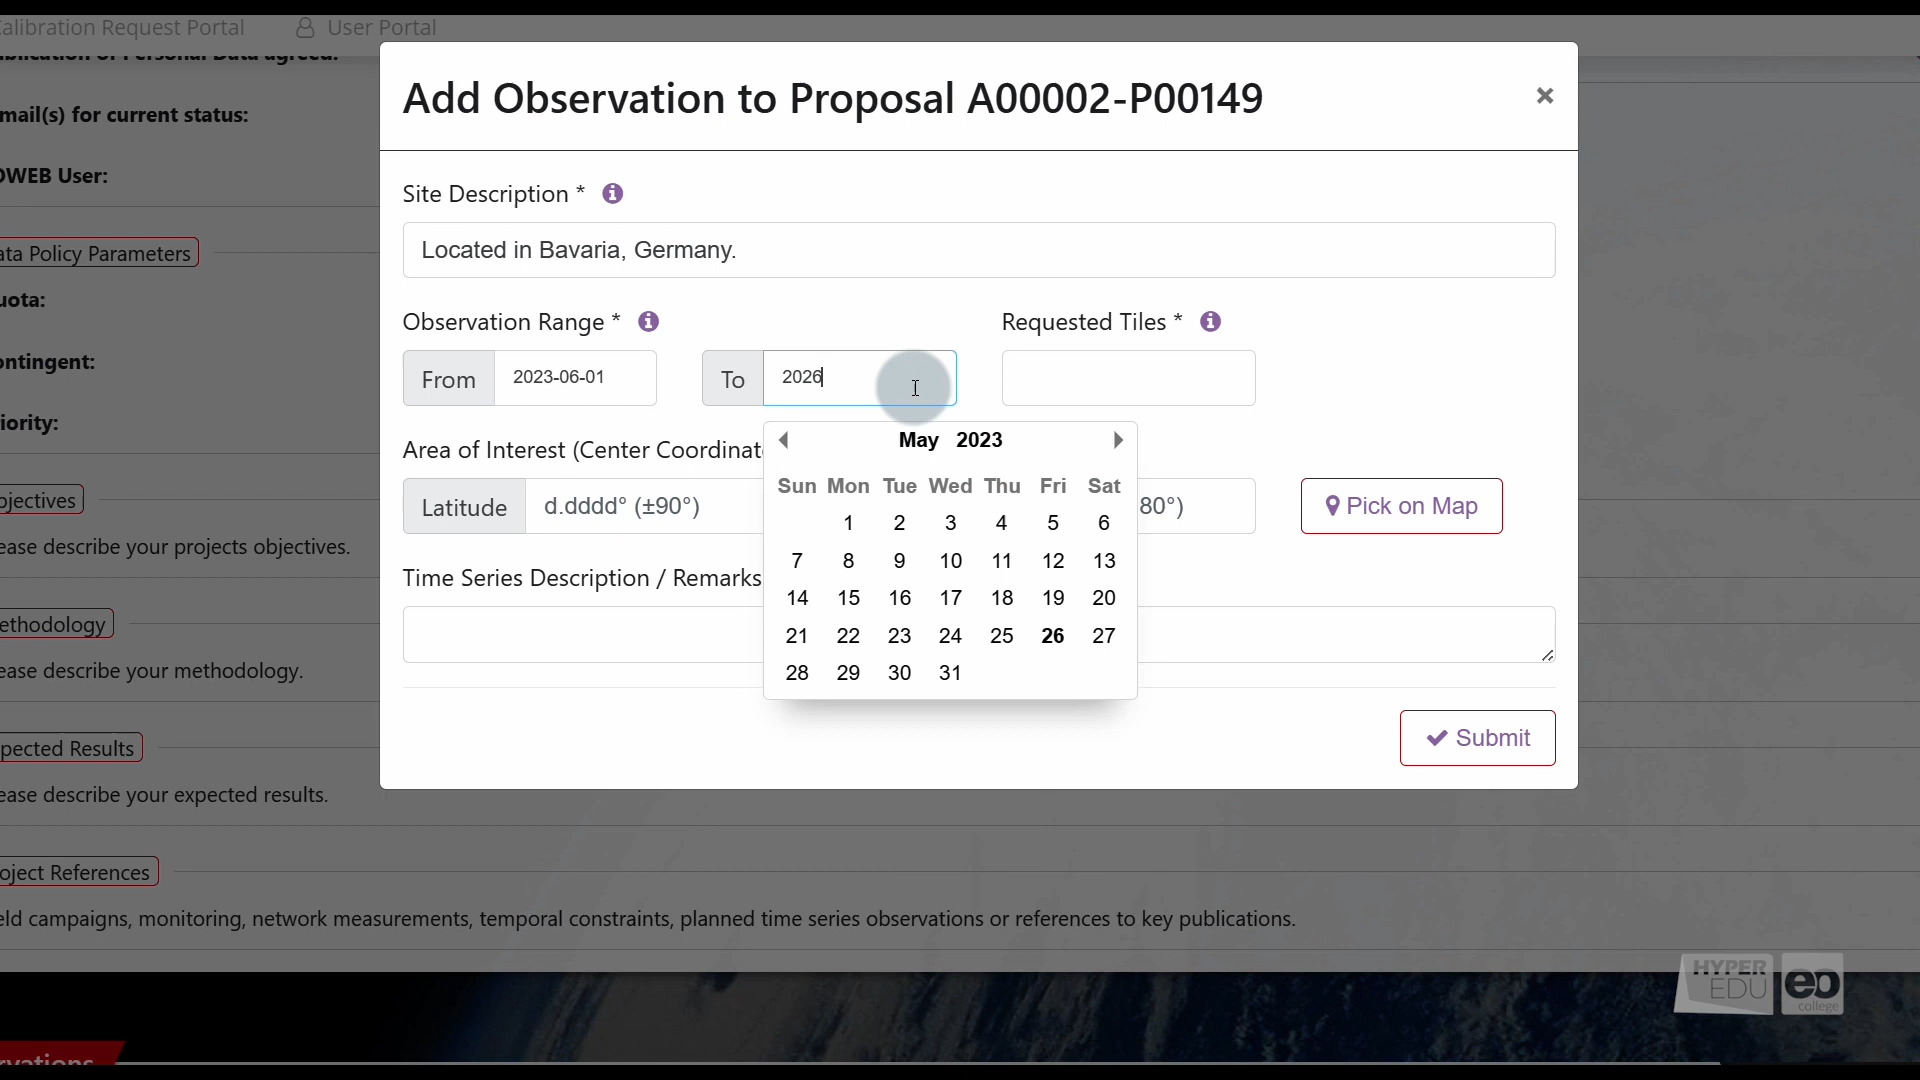 alibration Request Portal User Portal
Add Observation to Proposal A00002-P00149
mail(s) for current status:
WEB User:
Site Description *
Located in Bavaria, Germany.
ata Policy Parameters
uota:
Observation Range *
Requested Tiles *
ontingent:
From 2023-06-01
To 2026
iority:
Area of Interest (Center Coordinat
May 2023
Sun Mon Tue Wed Thu Fri Sat
1 2 3 4 5 6
7 8 9 10 11 12 13
14 15 16 17 18 19 20
21 22 23 24 25 26 27
28 29 30 31
Latitude d.dddd° (±90°)
80°)
Pick on Map
bjectives
ease describe your projects objectives.
Time Series Description / Remarks
ethodology
ease describe your methodology.
Submit
pected Results
ease describe your expected results.
oject References
eld campaigns, monitoring, network measurements, temporal constraints, planned time series observations or references to key publications.
HYPER
EDU
eo
college
rvations